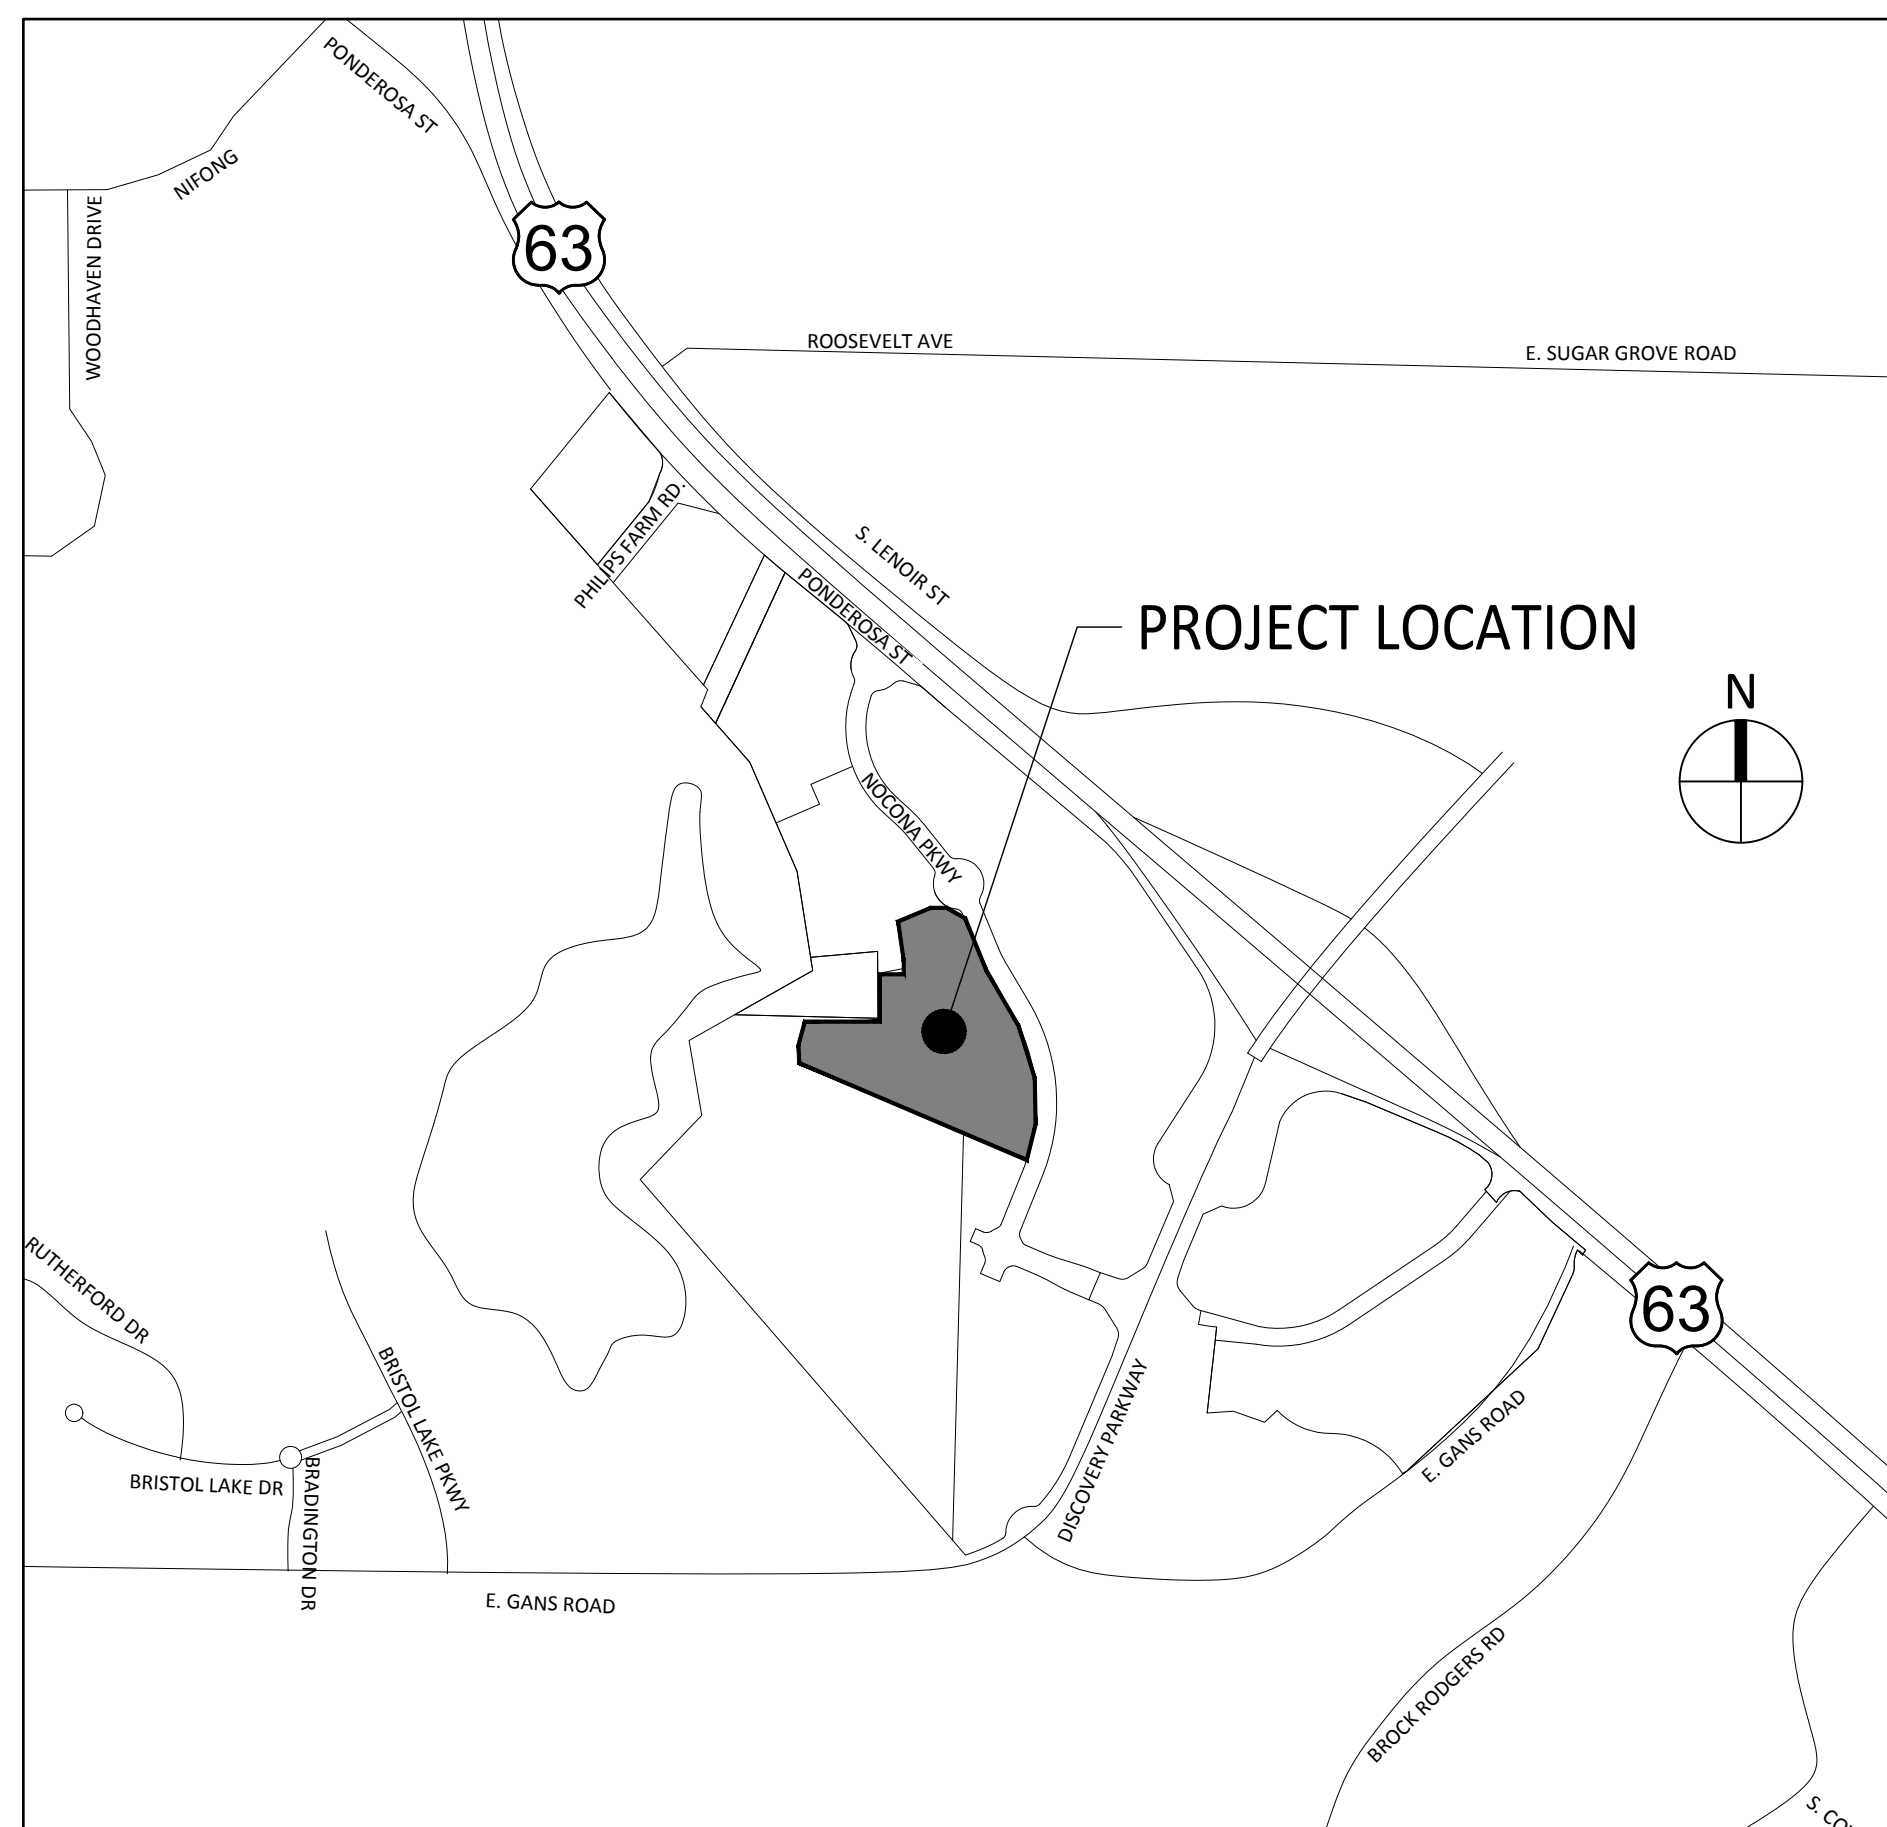 PONDEROSA ST
NIFONG
WOODHAVEN DRIVE
63
ROOSEVELT AVE
E. SUGAR GROVE ROAD
PHILIPS FARM RD.
S. LENOIR ST
PONDEROSA ST
PROJECT LOCATION
N
NOCONA PKWY
RUTHERFORD DR
BRISTOL LAKE PKWY
63
DISCOVERY PARKWAY
E. GANS ROAD
BRISTOL LAKE DR
BRADINGTON DR
E. GANS ROAD
BROCK RODGERS RD